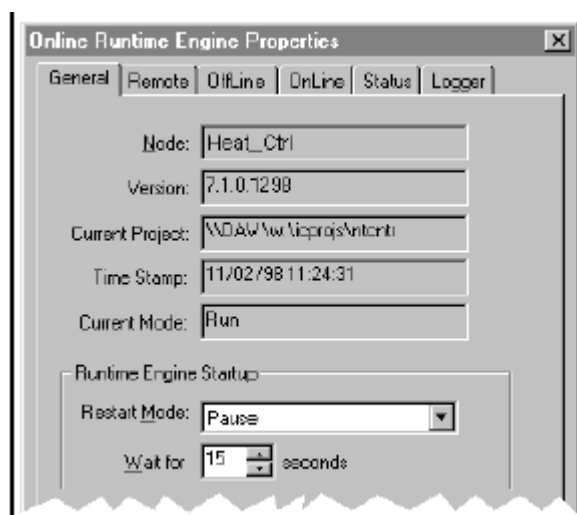 Online Runtime Engine Properties
General Remote OffLine OnLine Status Logger
Node: Heat_Ctrl
Version: 7.1.0.1298
Current Project:
Time Stamp: 11/02/98 11:24:31
Current Mode: Run
Runtime Engine Startup
Restart Mode: Pause
Wait for 15 seconds